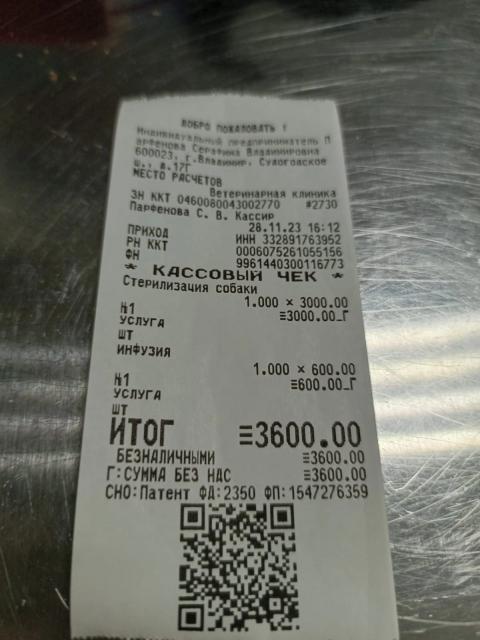 ДОБРО ПОЖАЛОВАТЬ !
Индивидуальный предприниматель П
арфенова Серафина Владимировна
600023, г.Владимир, Судогодское
ш., д.17Г
МЕСТО РАСЧЕТОВ
Ветеринарная клиника
ЗН ККТ 0460080043002770 #2730
Парфенова С. В. Кассир
28.11.23 16:12
ПРИХОД ИНН 332891763952
РН ККТ 0006075261055156
ФН 9961440300116773
* КАССОВЫЙ ЧЕК *
Стерилизация собаки
1.000 × 3000.00
№1 ≡3000.00_Г
УСЛУГА
ШТ
ИНФУЗИЯ
1.000 × 600.00
№1 ≡600.00_Г
УСЛУГА
ШТ
ИТОГ ≡3600.00
БЕЗНАЛИЧНЫМИ ≡3600.00
Г:СУММА БЕЗ НДС ≡3600.00
СНО:Патент ФД:2350 ФП:1547276359